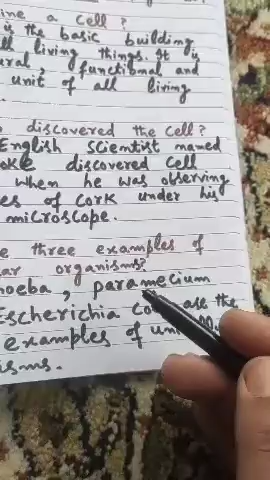 ine a cell?
is the basic building
ll living things. It is
ural, functional and
unit of all living
discovered the cell?
English scientist named
oke discovered cell
When he was observing
es of cork under his
microscope.
e three examples of
ar organisms?
oeba, paramecium
Escherichia coli are the
examples of
isms.